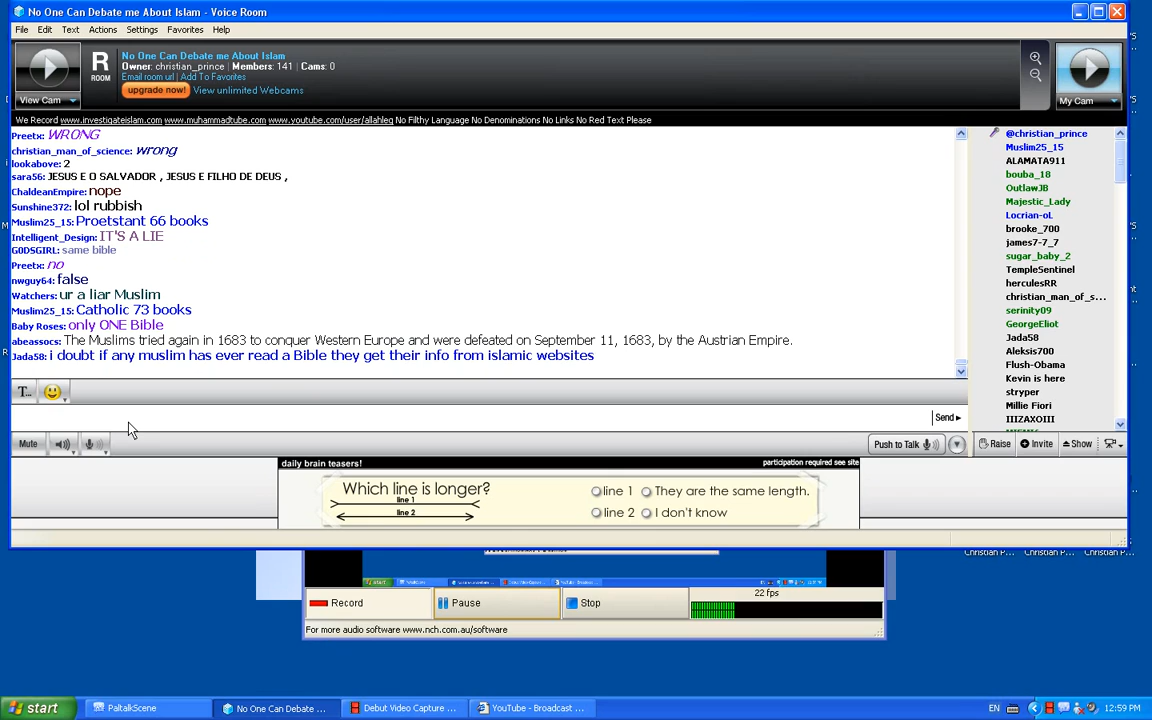 No One Can Debate me About Islam - Voice Room
File Edit Text Actions Settings Favorites Help
R
ROOM
No One Can Debate me About Islam
Owner: christian_prince | Members: 141 | Cams: 0
Email room url | Add To Favorites
upgrade now! View unlimited Webcams
View Cam
My Cam
We Record www.investigateislam.com www.muhammadtube.com www.youtube.com/user/allahleq No Filthy Language No Denominations No Links No Red Text Please
Preetx: WRONG
christian_man_of_science: wrong
lookabove: 2
sara56: JESUS E O SALVADOR , JESUS E FILHO DE DEUS ,
ChaldeanEmpire: nope
Sunshine372: lol rubbish
Muslim25_15: Proetstant 66 books
Intelligent_Design: IT'S A LIE
G0DSGIRL: same bible
Preetx: no
nwguy64: false
Watchers: ur a liar Muslim
Muslim25_15: Catholic 73 books
Baby Roses: only ONE Bible
abeassocs: The Muslims tried again in 1683 to conquer Western Europe and were defeated on September 11, 1683, by the Austrian Empire.
Jada58: i doubt if any muslim has ever read a Bible they get their info from islamic websites
@christian_prince
Muslim25_15
ALAMATA911
bouba_18
OutlawJB
Majestic_Lady
Locrian-oL
brooke_700
james7-7_7
sugar_baby_2
TempleSentinel
herculesRR
christian_man_of_s...
serinity09
GeorgeEliot
Jada58
Aleksis700
Flush-Obama
Kevin is here
stryper
Millie Fiori
IIIZAXOIII
T...
Send
Mute
Push to Talk
Raise Invite Show
daily brain teasers! participation required see site
Which line is longer?
line 1
line 2
line 1 They are the same length.
line 2 I don't know
Record Pause Stop 22 fps
For more audio software www.nch.com.au/software
Christian P... Christian P... Christian P...
start PaltalkScene No One Can Debate ... Debut Video Capture ... YouTube - Broadcast ... EN 12:59 PM